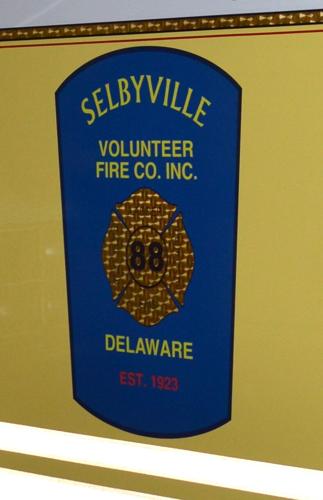 SELBYVILLE
VOLUNTEER
FIRE CO. INC.
88
DELAWARE
EST. 1923